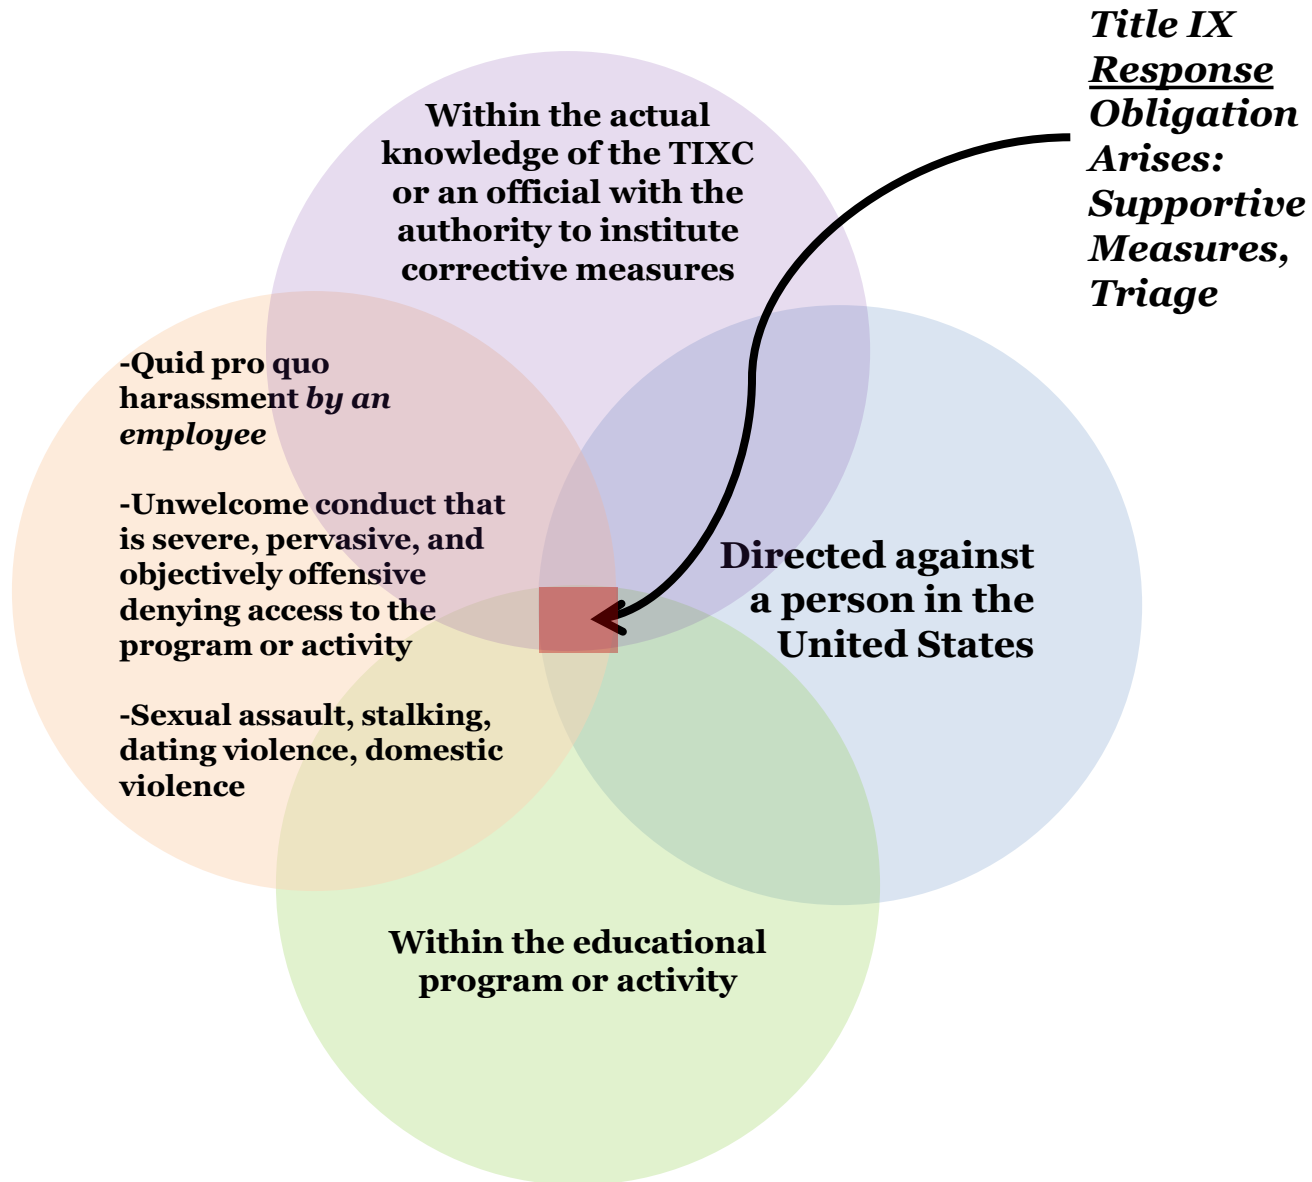 Title IX
Response
Obligation
Arises:
Supportive
Measures,
Triage
Within the actual
knowledge of the TIXC
or an official with the
authority to institute
corrective measures
-Quid pro quo
harassment by an
employee
-Unwelcome conduct that
is severe, pervasive, and
objectively offensive
denying access to the
program or activity
-Sexual assault, stalking,
dating violence, domestic
violence
Directed against
a person in the
United States
Within the educational
program or activity